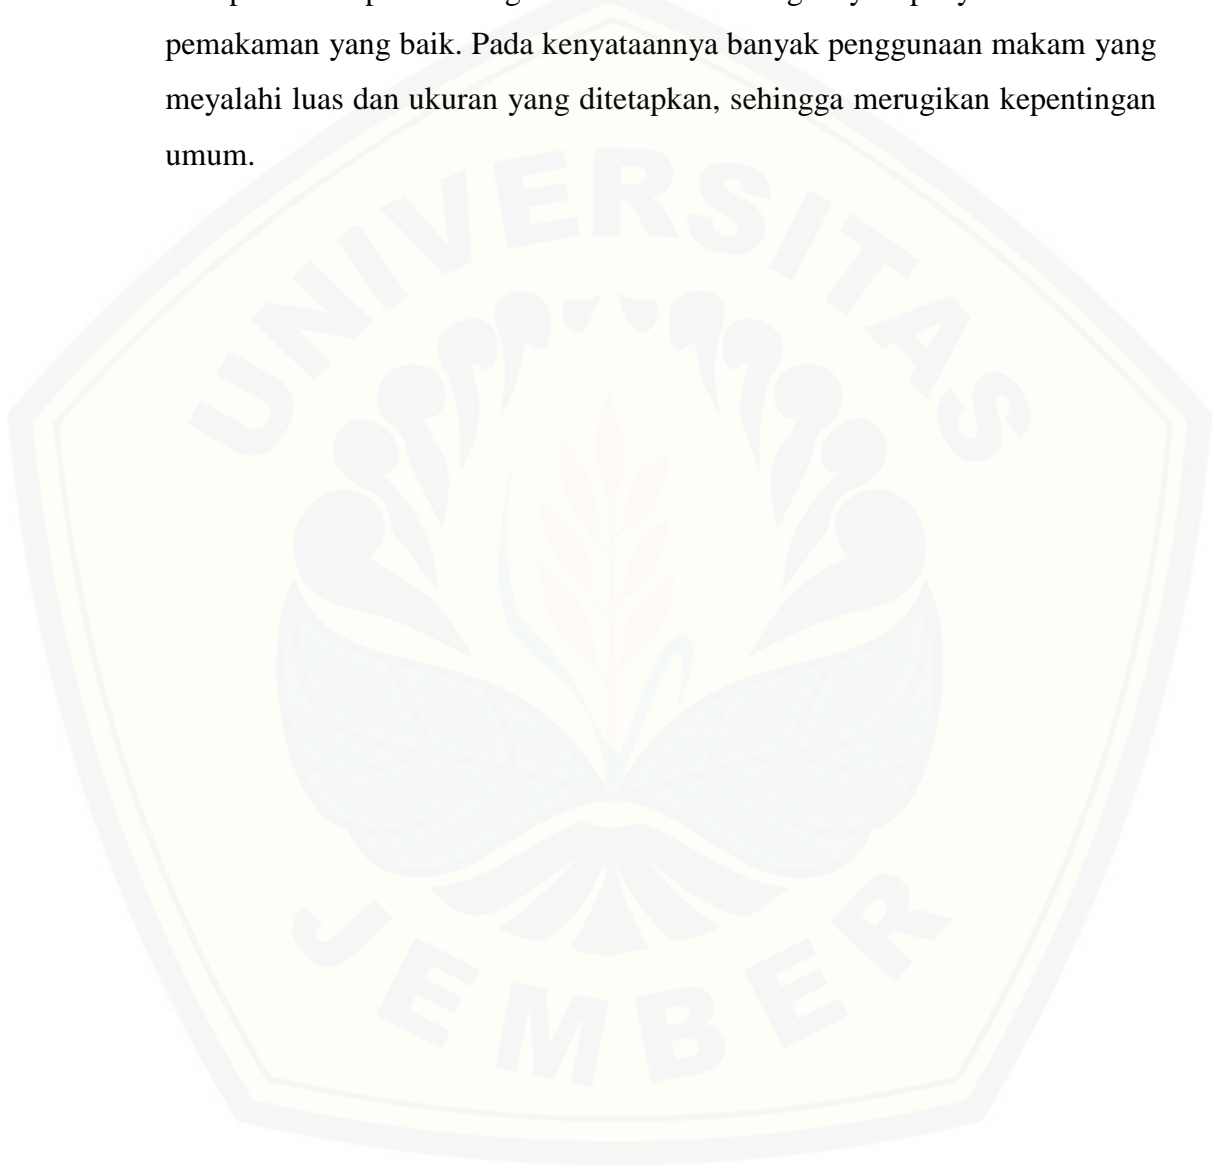 pemakaman yang baik. Pada kenyataannya banyak penggunaan makam yang
meyalahi luas dan ukuran yang ditetapkan, sehingga merugikan kepentingan
umum.
UNIVERSITAS
JEMBER